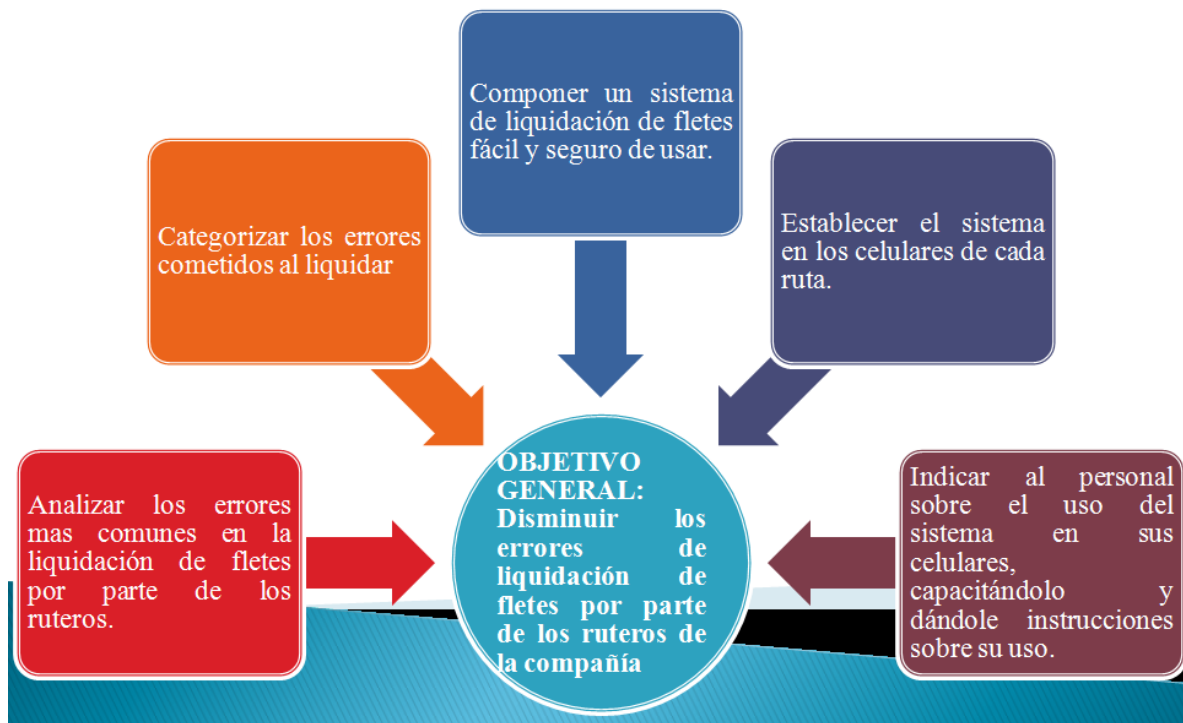 Componer un sistema
de liquidación de fletes
fácil y seguro de usar.
Categorizar los errores
cometidos al liquidar
Establecer el sistema
en los celulares de cada
ruta.
Analizar los errores
mas comunes en la
liquidación de fletes
por parte de los
ruteros.
OBJETIVO
GENERAL:
Disminuir los
errores de
liquidación de
fletes por parte
de los ruteros de
la compañía
Indicar al personal
sobre el uso del
sistema en sus
celulares,
capacitándolo y
dándole instrucciones
sobre su uso.